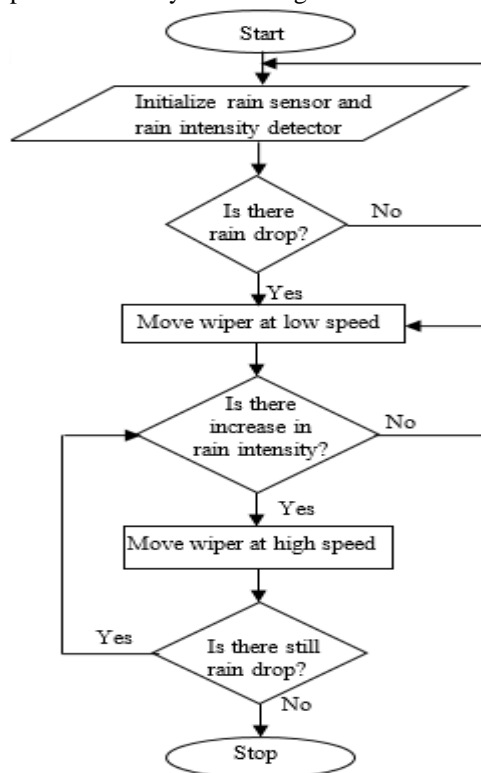 Start
Initialize rain sensor and
rain intensity detector
Is there
rain drop?
No
Yes
Move wiper at low speed
Is there
increase in
rain intensity?
No
Yes
Move wiper at high speed
Yes
Is there still
rain drop?
No
Stop